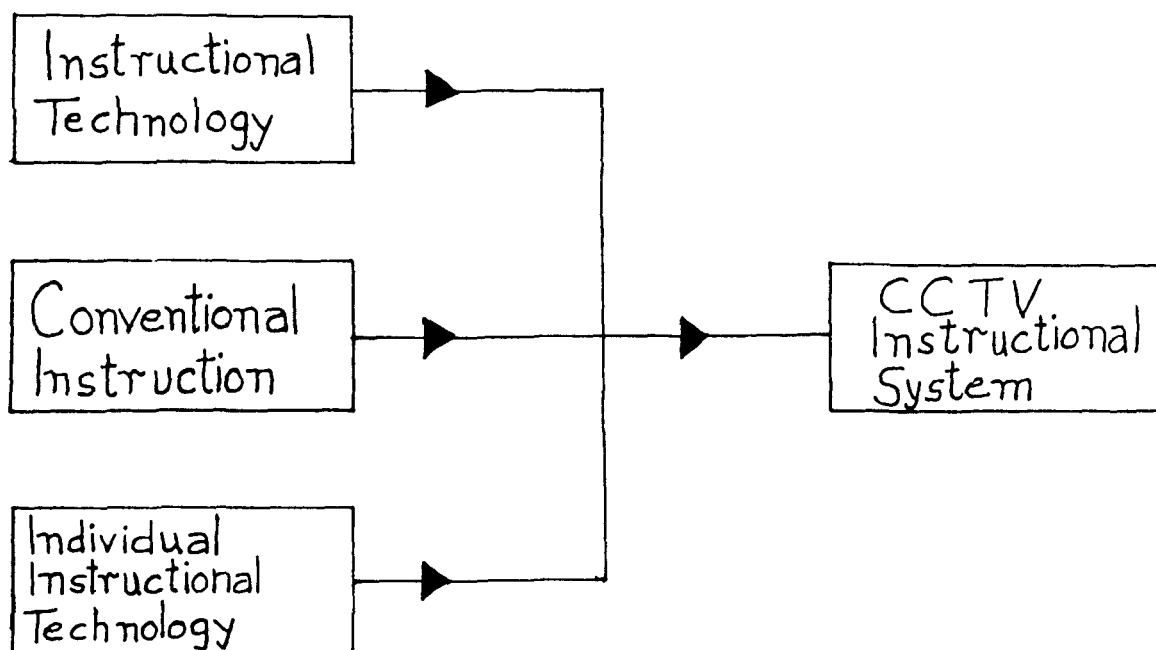 Instructional
Technology
Conventional
Instruction
CCTV
Instructional
System
Individual
Instructional
Technology